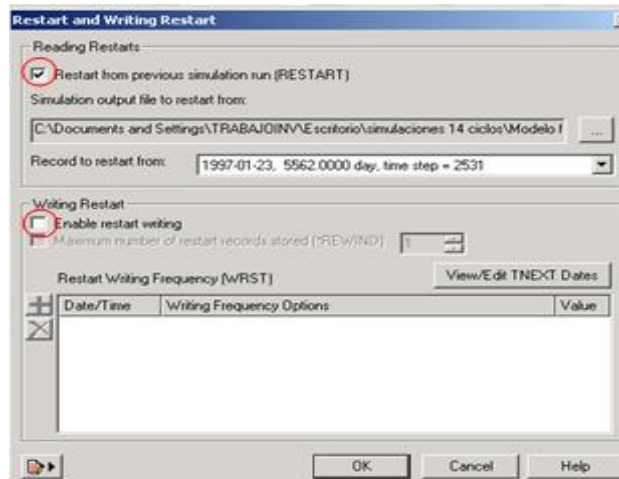 Restart and Writing Restart
Reading Restarts
Restart from previous simulation run (RESTART)
Simulation output file to restart from:
C:\Documents and Settings\TRABAJOINV\Escritorio\simulaciones 14 ciclos\Modelo f
...
Record to restart from:
1997-01-23, 5562.0000 day, time step = 2531
Writing Restart
Enable restart writing
Maximum number of restart records stored (*REWIND)
1
Restart Writing Frequency (WRST)
View/Edit TNEXT Dates
Date/Time Writing Frequency Options Value
OK Cancel Help